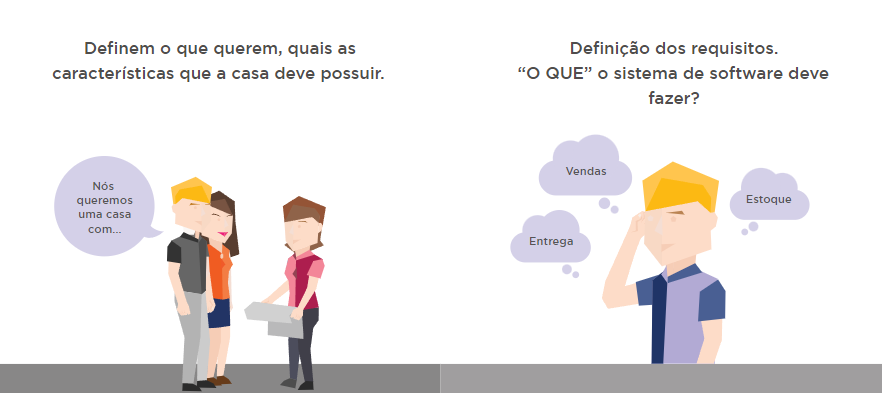 Definem o que querem, quais as
características que a casa deve possuir.
Nós
queremos
uma casa
com...
Definição dos requisitos.
“O QUE” o sistema de software deve
fazer?
Vendas
Estoque
Entrega